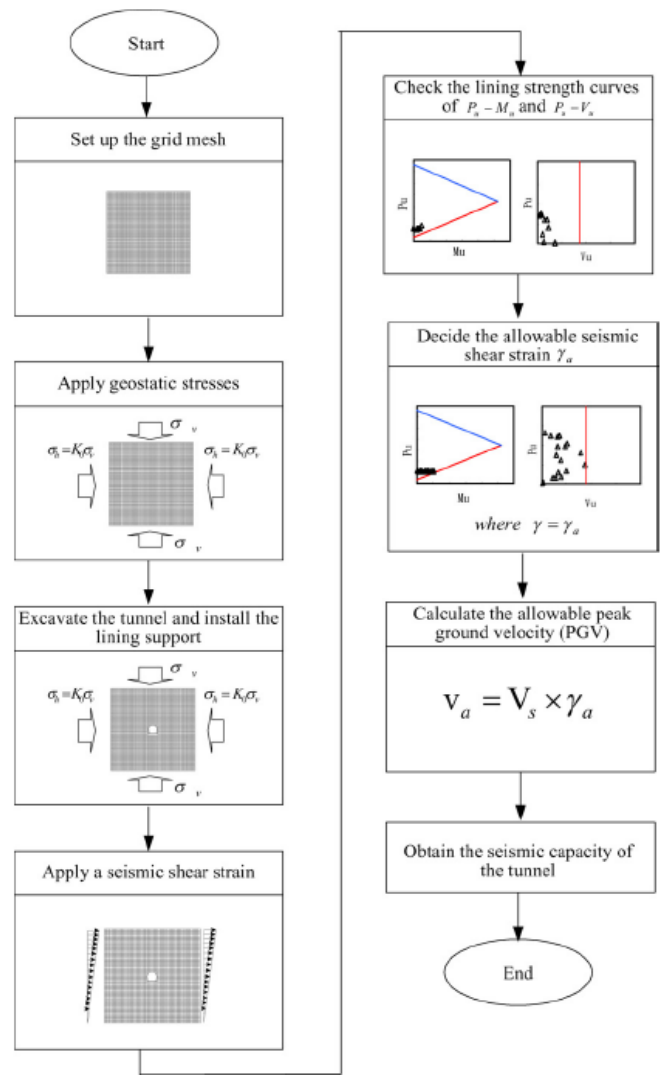 Start
Set up the grid mesh
Apply geostatic stresses
σ v
σh=K0σv
σh=K0σv
σ v
Excavate the tunnel and install the
lining support
σ v
σh=K0σv
σh=K0σv
σ v
Apply a seismic shear strain
Check the lining strength curves
of Pu – Mu and Pu – Vu
Pu
Mu
Pu
Vu
Decide the allowable seismic
shear strain γa
Pu
Mu
Pu
Vu
where γ = γa
Calculate the allowable peak
ground velocity (PGV)
va = Vs × γa
Obtain the seismic capacity of
the tunnel
End